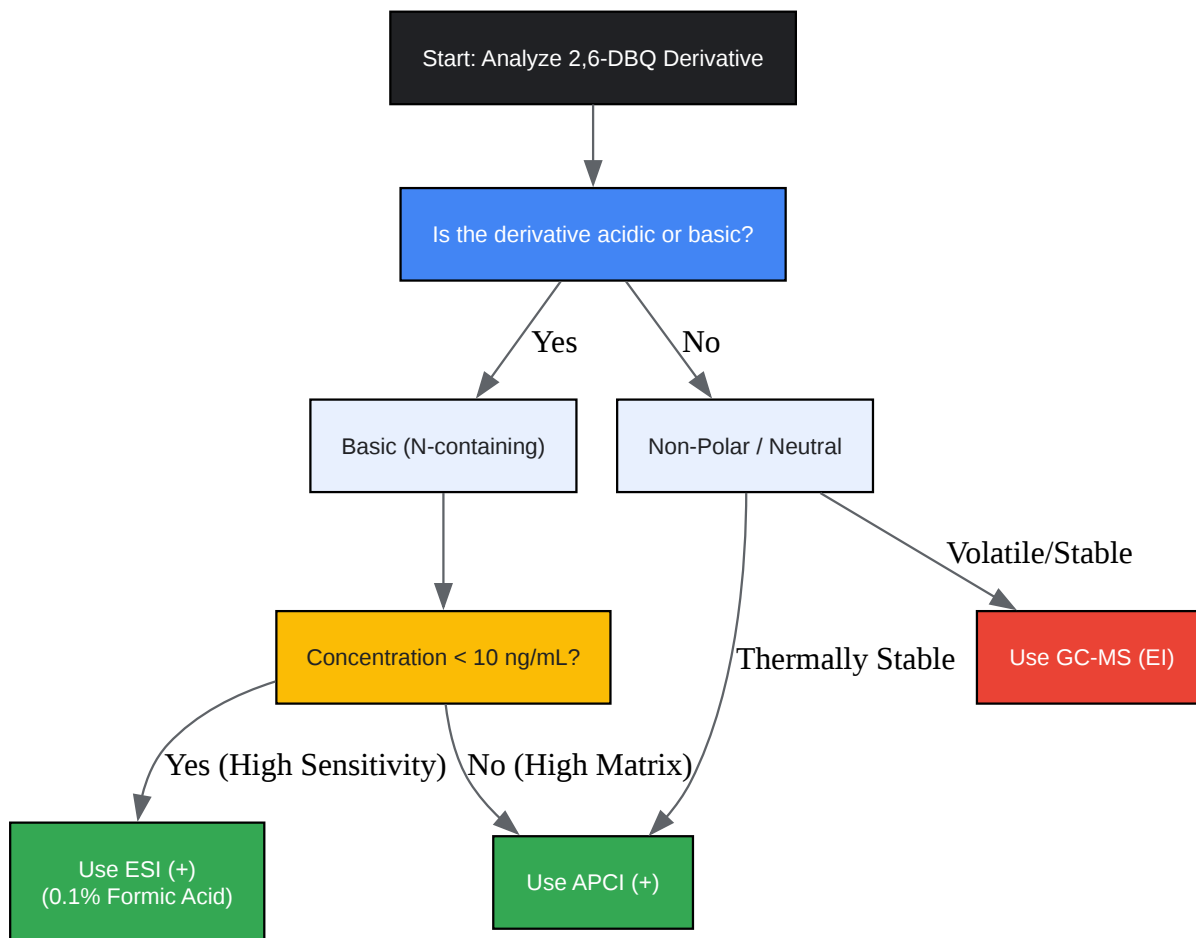 Start: Analyze 2,6-DBQ Derivative
Is the derivative acidic or basic?
Yes
No
Basic (N-containing)
Non-Polar / Neutral
Volatile/Stable
Concentration < 10 ng/mL?
Thermally Stable
Use GC-MS (EI)
Yes (High Sensitivity)
No (High Matrix)
Use ESI (+)
(0.1% Formic Acid)
Use APCI (+)